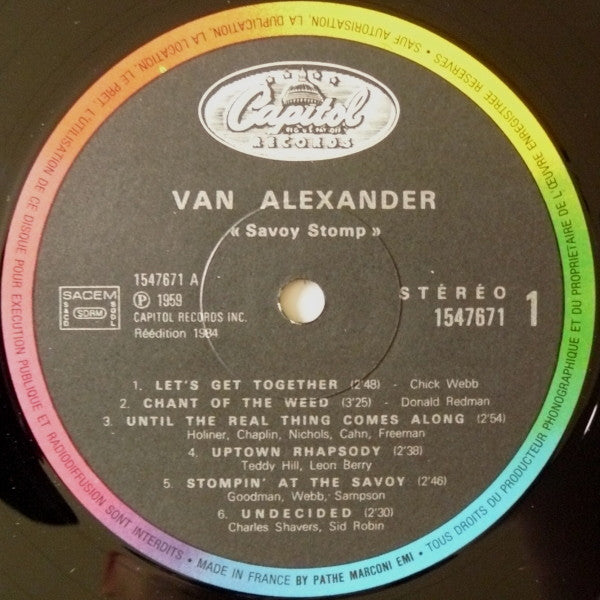 TOUS DROITS DU PRODUCTEUR PHONOGRAPHIQUE ET DU PROPRIETAIRE DE L'ŒUVRE ENREGISTREE RESERVES • SAUF AUTORISATION, LA DUPLICATION, LA LOCATION, LE PRET, L'UTILISATION DE CE DISQUE POUR EXECUTION PUBLIQUE ET RADIODIFFUSION SONT INTERDITS •
Capitol
RECORDS
VAN ALEXANDER
« Savoy Stomp »
SACEM
SACD
SDRM
SGDL
1547671 A
Ⓟ 1959
CAPITOL RECORDS INC.
Réédition 1984
STÉRÉO
1547671 1
1. LET'S GET TOGETHER (2'48) - Chick Webb
2. CHANT OF THE WEED (3'25) - Donald Redman
3. UNTIL THE REAL THING COMES ALONG (2'54)
Holiner, Chaplin, Nichols, Cahn, Freeman
4. UPTOWN RHAPSODY (2'38)
Teddy Hill, Leon Berry
5. STOMPIN' AT THE SAVOY (2'46)
Goodman, Webb, Sampson
6. UNDECIDED (2'30)
Charles Shavers, Sid Robin
MADE IN FRANCE BY PATHE MARCONI EMI •